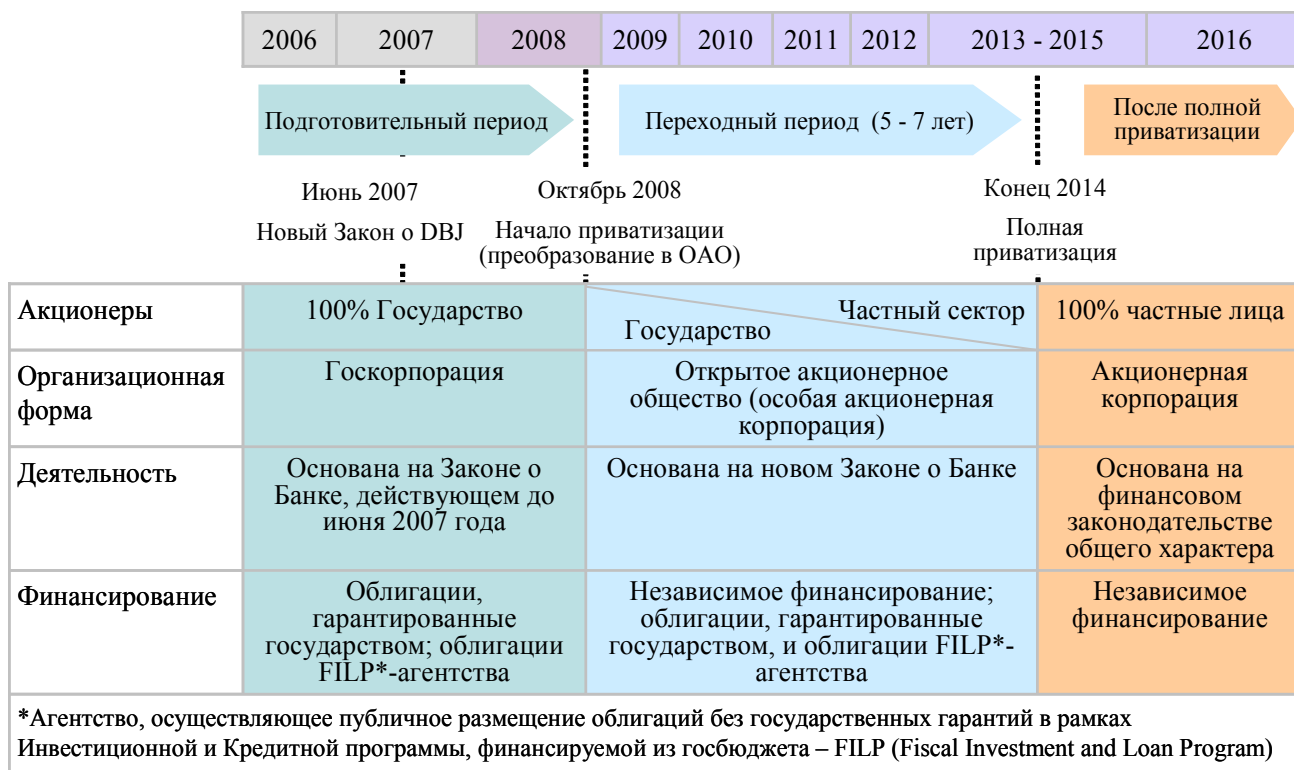 2006 2007 2008 2009 2010 2011 2012 2013 - 2015 2016
Подготовительный период
Переходный период (5 - 7 лет)
После полной
приватизации
Июнь 2007
Новый Закон о DBJ
Октябрь 2008
Начало приватизации
(преобразование в ОАО)
Конец 2014
Полная
приватизация
Акционеры
100% Государство
Государство
Частный сектор
100% частные лица
Организационная
форма
Госкорпорация
Открытое акционерное
общество (особая акционерная
корпорация)
Акционерная
корпорация
Деятельность
Основана на Законе о
Банке, действующем до
июня 2007 года
Основана на новом Законе о Банке
Основана на
финансовом
законодательстве
общего характера
Финансирование
Облигации,
гарантированные
государством; облигации
FILP*-агентства
Независимое финансирование;
облигации, гарантированные
государством, и облигации FILP*-
агентства
Независимое
финансирование
*Агентство, осуществляющее публичное размещение облигаций без государственных гарантий в рамках
Инвестиционной и Кредитной программы, финансируемой из госбюджета – FILP (Fiscal Investment and Loan Program)